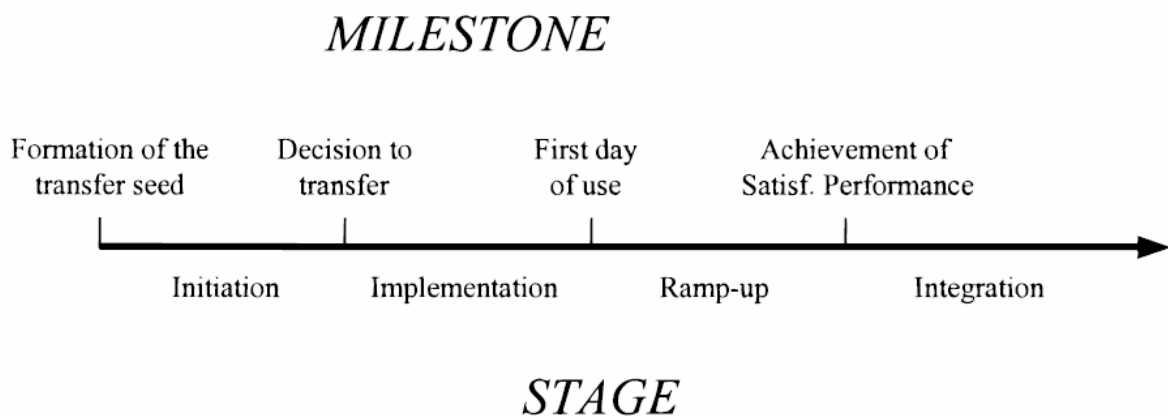 MILESTONE
Formation of the
transfer seed
Decision to
transfer
First day
of use
Achievement of
Satisf. Performance
Initiation
Implementation
Ramp-up
Integration
STAGE